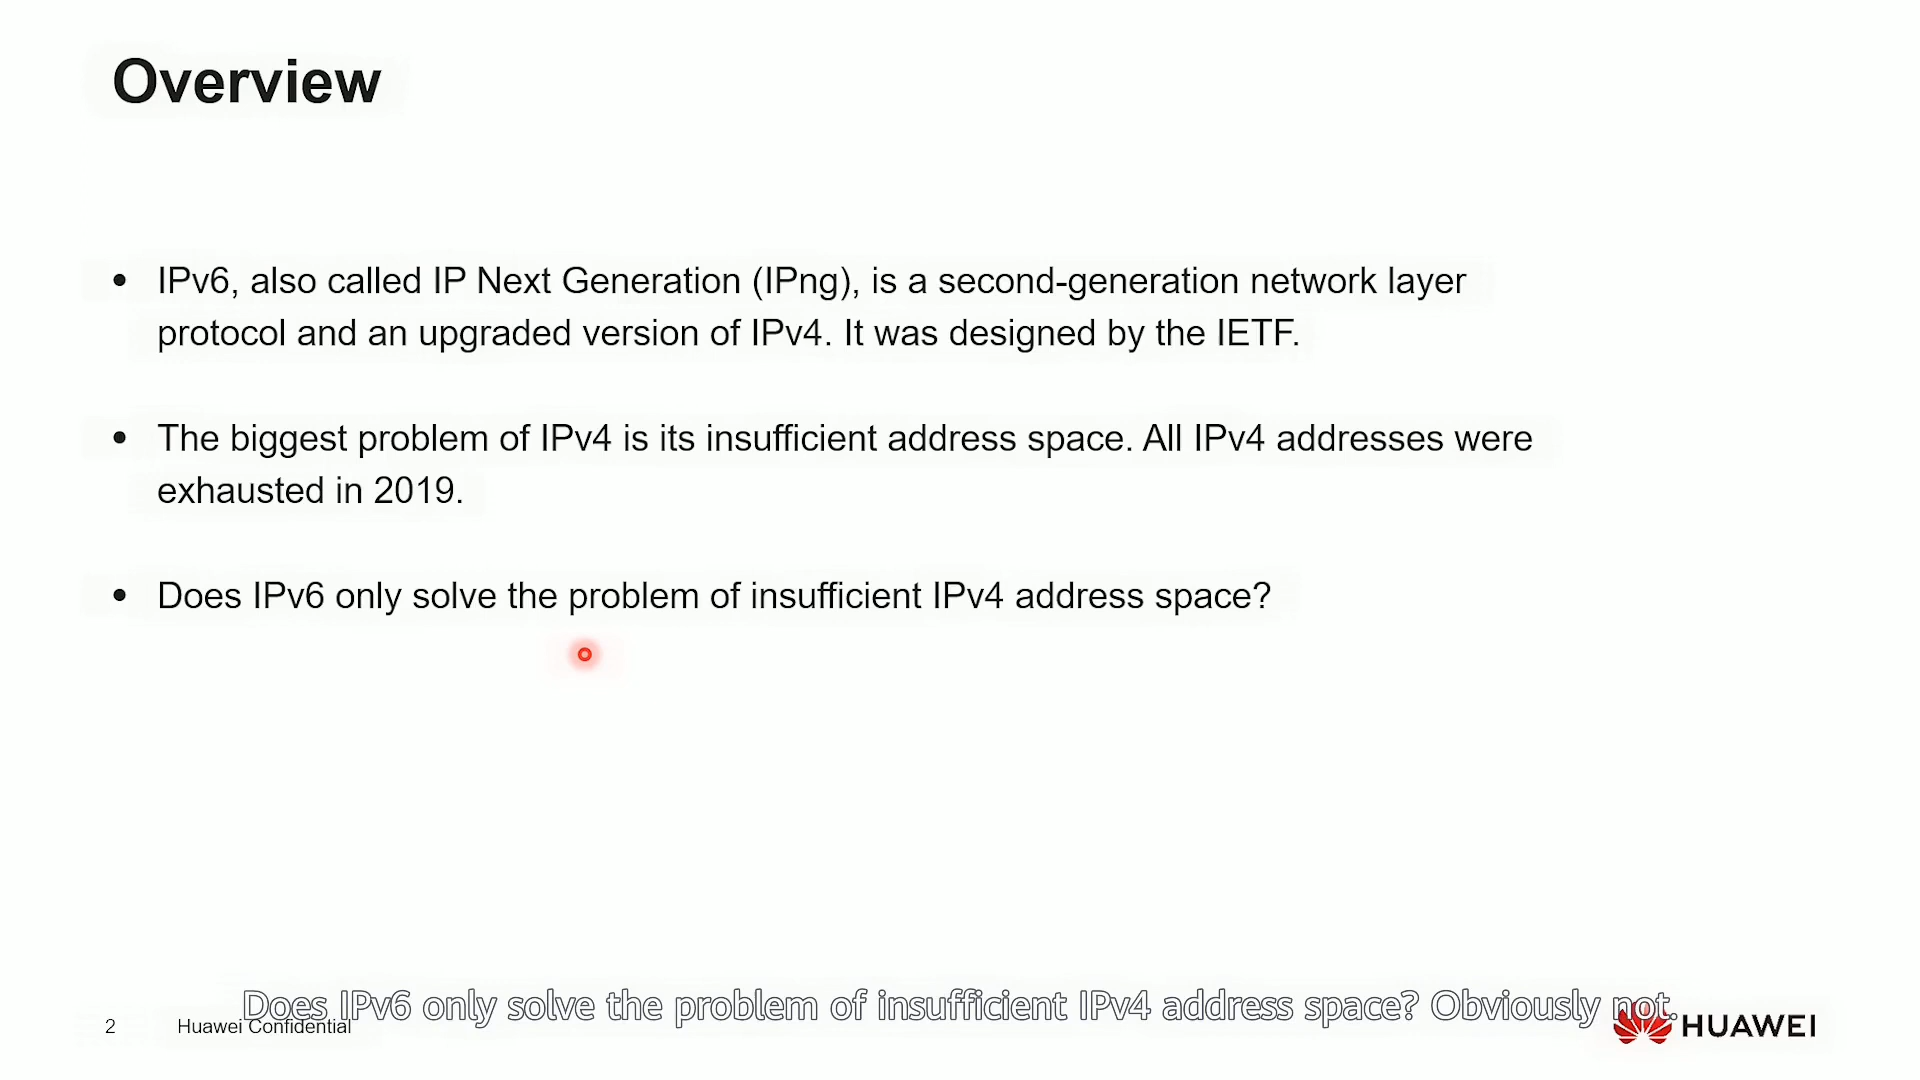 Overview
• IPv6, also called IP Next Generation (IPng), is a second-generation network layer
protocol and an upgraded version of IPv4. It was designed by the IETF.
• The biggest problem of IPv4 is its insufficient address space. All IPv4 addresses were
exhausted in 2019.
• Does IPv6 only solve the problem of insufficient IPv4 address space?
Does IPv6 only solve the problem of insufficient IPv4 address space? Obviously not.
2 Huawei Confidential
HUAWEI